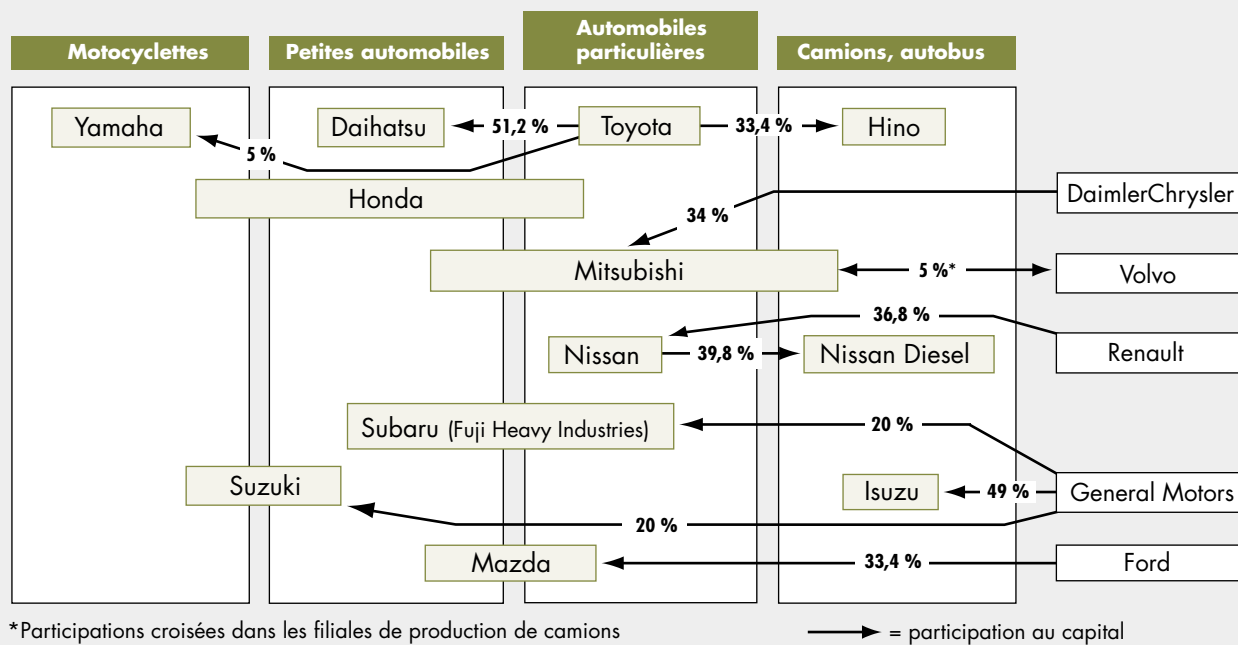 Motocyclettes
Petites automobiles
Automobiles
particulières
Camions, autobus
Yamaha
Daihatsu
51,2 %
Toyota
33,4 %
Hino
5 %
Honda
DaimlerChrysler
34 %
Mitsubishi
5 %*
Volvo
36,8 %
Nissan
39,8 %
Nissan Diesel
Renault
Subaru (Fuji Heavy Industries)
20 %
Suzuki
Isuzu
49 %
General Motors
20 %
Mazda
33,4 %
Ford
*Participations croisées dans les filiales de production de camions
= participation au capital